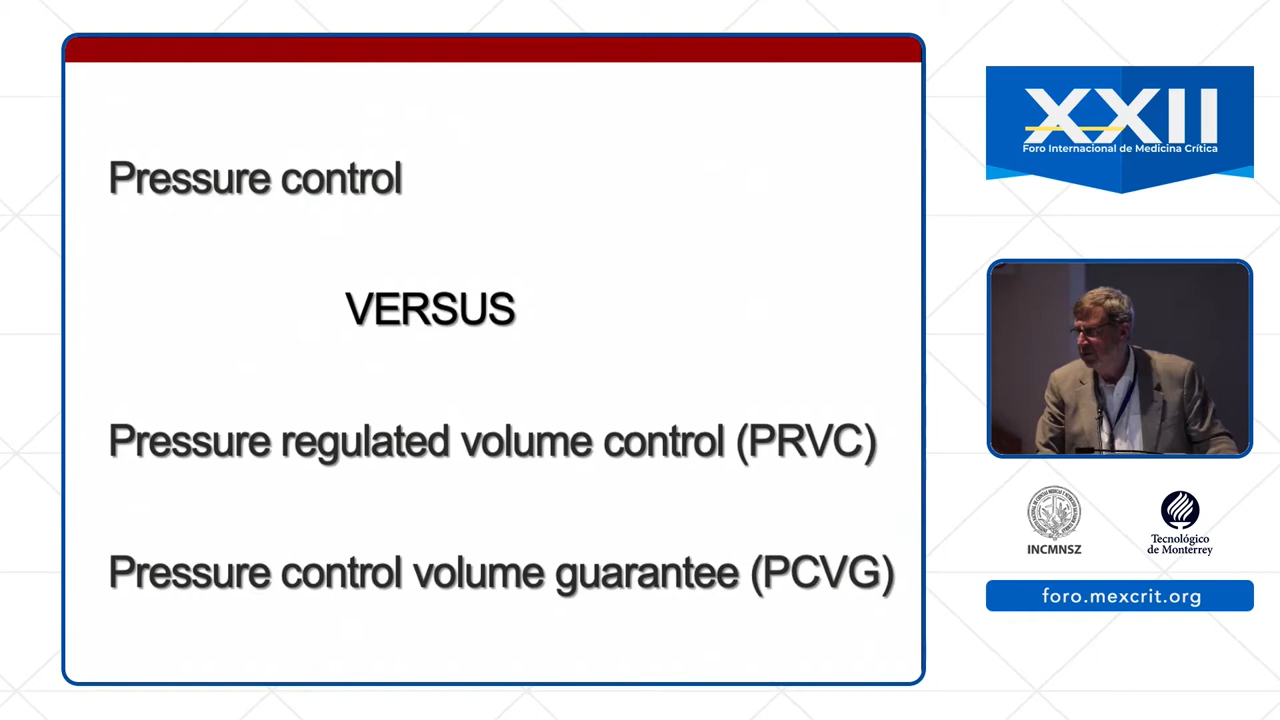 Pressure control
VERSUS
Pressure regulated volume control (PRVC)
Pressure control volume guarantee (PCVG)
XXII
Foro Internacional de Medicina Crítica
INCMNSZ
Tecnológico
de Monterrey
foro.mexcrit.org